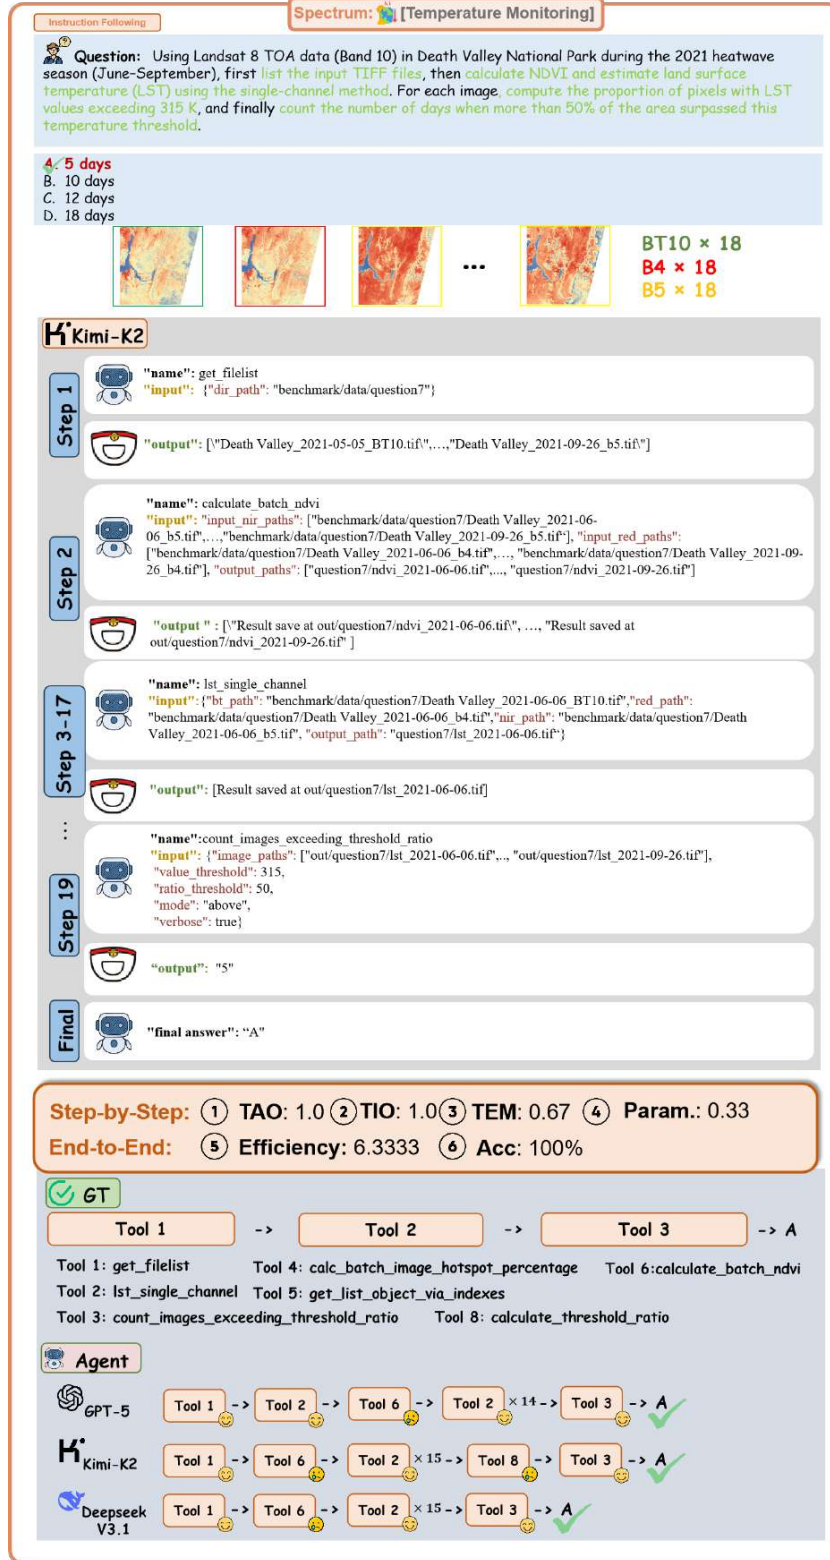 Instruction Following
Spectrum: [Temperature Monitoring]
Question: Using Landsat 8 TOA data (Band 10) in Death Valley National Park during the 2021 heatwave
season (June–September), first list the input TIFF files, then calculate NDVI and estimate land surface
temperature (LST) using the single-channel method. For each image, compute the proportion of pixels with LST
values exceeding 315 K, and finally count the number of days when more than 50% of the area surpassed this
temperature threshold.
A. 5 days
B. 10 days
C. 12 days
D. 18 days
...
BT10 × 18
B4 × 18
B5 × 18
Kimi-K2
Step 1
"name": get_filelist
"input": {"dir_path": "benchmark/data/question7"}
"output": [\"Death Valley_2021-05-05_BT10.tif\",...,"Death Valley_2021-09-26_b5.tif\"]
Step 2
"name": calculate_batch_ndvi
"input": "input_nir_paths": ["benchmark/data/question7/Death Valley_2021-06-
06_b5.tif",...,"benchmark/data/question7/Death Valley_2021-09-26_b5.tif"], "input_red_paths":
["benchmark/data/question7/Death Valley_2021-06-06_b4.tif",..., "benchmark/data/question7/Death Valley_2021-09-
26_b4.tif"], "output_paths": ["question7/ndvi_2021-06-06.tif",..., "question7/ndvi_2021-09-26.tif"]
"output " : [\"Result save at out/question7/ndvi_2021-06-06.tif\", ..., "Result saved at
out/question7/ndvi_2021-09-26.tif" ]
Step 3-17
"name": lst_single_channel
"input":{"bt_path": "benchmark/data/question7/Death Valley_2021-06-06_BT10.tif","red_path":
"benchmark/data/question7/Death Valley_2021-06-06_b4.tif","nir_path": "benchmark/data/question7/Death
Valley_2021-06-06_b5.tif", "output_path": "question7/lst_2021-06-06.tif"}
"output": [Result saved at out/question7/lst_2021-06-06.tif]
...
Step 19
"name":count_images_exceeding_threshold_ratio
"input": {"image_paths": ["out/question7/lst_2021-06-06.tif",.., "out/question7/lst_2021-09-26.tif"],
"value_threshold": 315,
"ratio_threshold": 50,
"mode": "above",
"verbose": true}
"output": "5"
Final
"final answer": "A"
Step-by-Step: 1 TAO: 1.0 2 TIO: 1.0 3 TEM: 0.67 4 Param.: 0.33
End-to-End: 5 Efficiency: 6.3333 6 Acc: 100%
GT
Tool 1 -> Tool 2 -> Tool 3 -> A
Tool 1: get_filelist Tool 4: calc_batch_image_hotspot_percentage Tool 6:calculate_batch_ndvi
Tool 2: lst_single_channel Tool 5: get_list_object_via_indexes
Tool 3: count_images_exceeding_threshold_ratio Tool 8: calculate_threshold_ratio
Agent
GPT-5 Tool 1 -> Tool 2 -> Tool 6 -> Tool 2 × 14 -> Tool 3 -> A
Kimi-K2 Tool 1 -> Tool 6 -> Tool 2 × 15 -> Tool 8 -> Tool 3 -> A
Deepseek V3.1 Tool 1 -> Tool 6 -> Tool 2 × 15 -> Tool 3 -> A